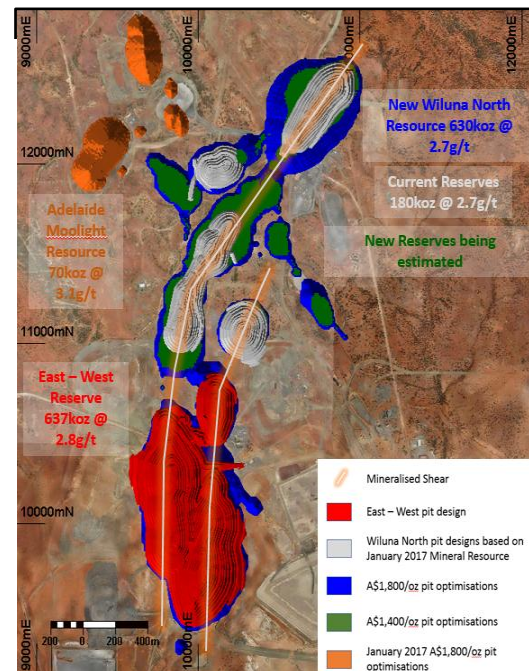 9000mE
10000mE
12000mE
New Wiluna North
Resource 630koz @
2.7g/t
12000mN
Current Reserves
180koz @ 2.7g/t
Adelaide
Moolight
Resource
70koz @
3.1g/t
New Reserves being
estimated
11000mN
East – West
Reserve
637koz @
2.8g/t
Mineralised Shear
East – West pit design
10000mN
Wiluna North pit designs based on
January 2017 Mineral Resource
A$1,800/oz pit optimisations
A$1,400/oz pit optimisations
200 0 200 400m
January 2017 A$1,800/oz pit
optimisations
9000mE
10000mE